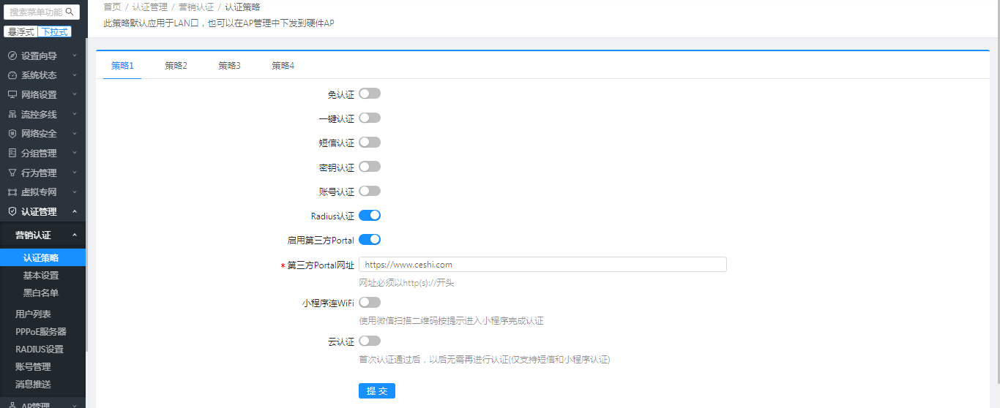 搜索菜单功能
悬浮式 下拉式
设置向导
系统状态
网络设置
流控多线
网络安全
分组管理
行为管理
虚拟专网
认证管理
营销认证
认证策略
基本设置
黑白名单
用户列表
PPPoE服务器
RADIUS设置
账号管理
消息推送
AP管理
首页 / 认证管理 / 营销认证 / 认证策略
此策略默认应用于LAN口，也可以在AP管理中下发到硬件AP
策略1 策略2 策略3 策略4
免认证
一键认证
短信认证
密钥认证
账号认证
Radius认证
启用第三方Portal
* 第三方Portal网址 https://www.ceshi.com
网址必须以http(s)://开头
小程序连WiFi
使用微信扫描二维码按提示进入小程序完成认证
云认证
首次认证通过后，以后无需再进行认证(仅支持短信和小程序认证)
提 交